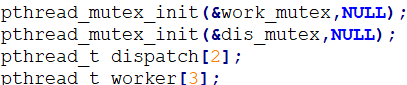 pthread_mutex_init(&work_mutex,NULL);
pthread_mutex_init(&dis_mutex,NULL);
pthread_t dispatch[2];
pthread_t worker[3];